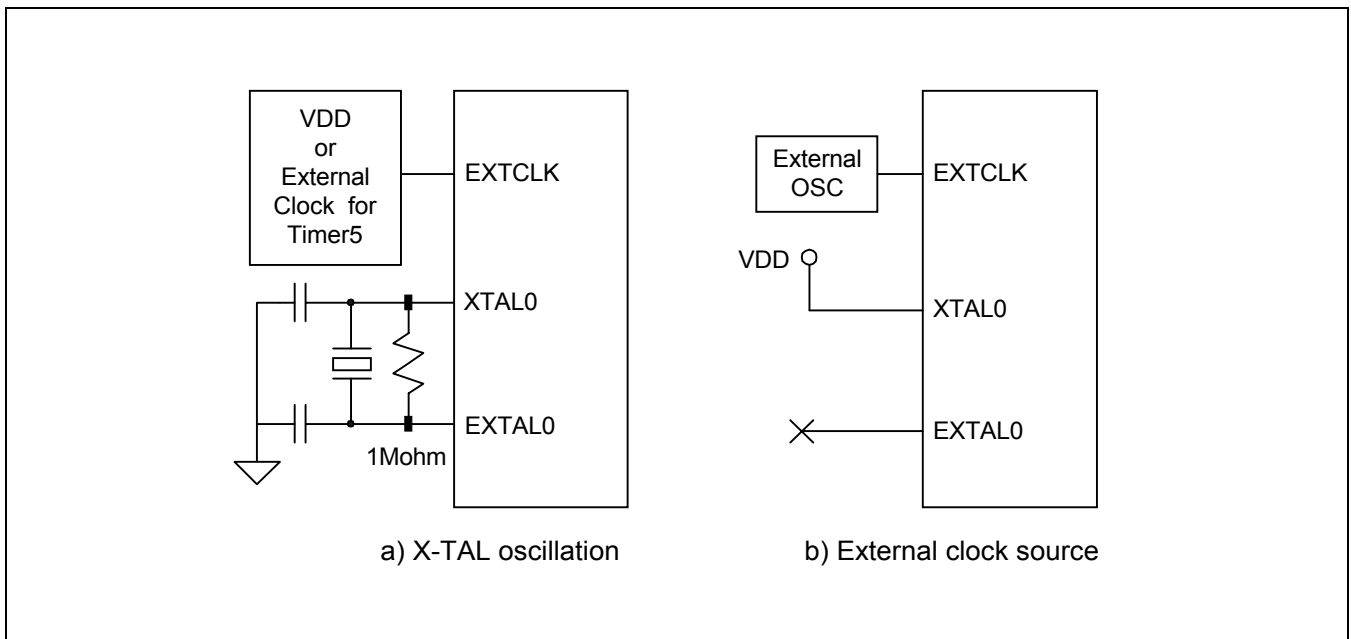 VDD
or
External
Clock for
Timer5
EXTCLK
XTAL0
EXTAL0
1Mohm
a) X-TAL oscillation
External
OSC
EXTCLK
VDD
XTAL0
EXTAL0
b) External clock source